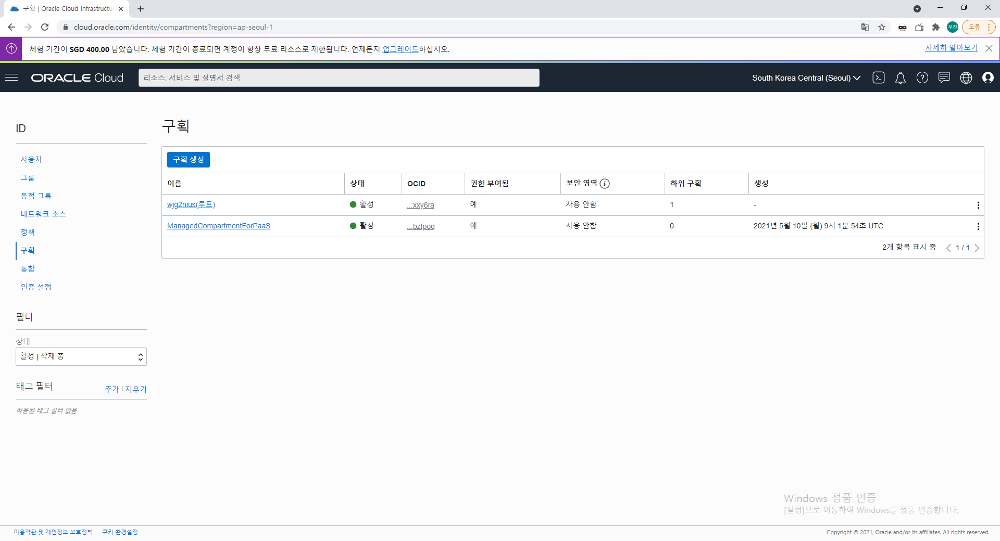 구획 | Oracle Cloud Infrastructu
cloud.oracle.com/identity/compartments?region=ap-seoul-1
우진
오류
체험 기간이 SGD 400.00 남았습니다. 체험 기간이 종료되면 계정이 항상 무료 리소스로 제한됩니다. 언제든지 업그레이드하십시오.
자세히 알아보기
ORACLE Cloud
리소스, 서비스 및 설명서 검색
South Korea Central (Seoul)
ID
사용자
그룹
동적 그룹
네트워크 소스
정책
구획
통합
인증 설정
필터
상태
활성 | 삭제 중
태그 필터
추가 | 지우기
적용된 태그 필터 없음
구획
구획 생성
이름 상태 OCID 권한 부여됨 보안 영역 하위 구획 생성
wjg2nius(루트) 활성 ...xxy6ra 예 사용 안함 1 -
ManagedCompartmentForPaaS 활성 ...bzfpoq 예 사용 안함 0 2021년 5월 10일 (월) 9시 1분 54초 UTC
2개 항목 표시 중 1 / 1
Windows 정품 인증
[설정]으로 이동하여 Windows를 정품 인증합니다.
이용약관 및 개인정보 보호정책 쿠키 환경설정
Copyright © 2021, Oracle and/or its affiliates. All rights reserved.